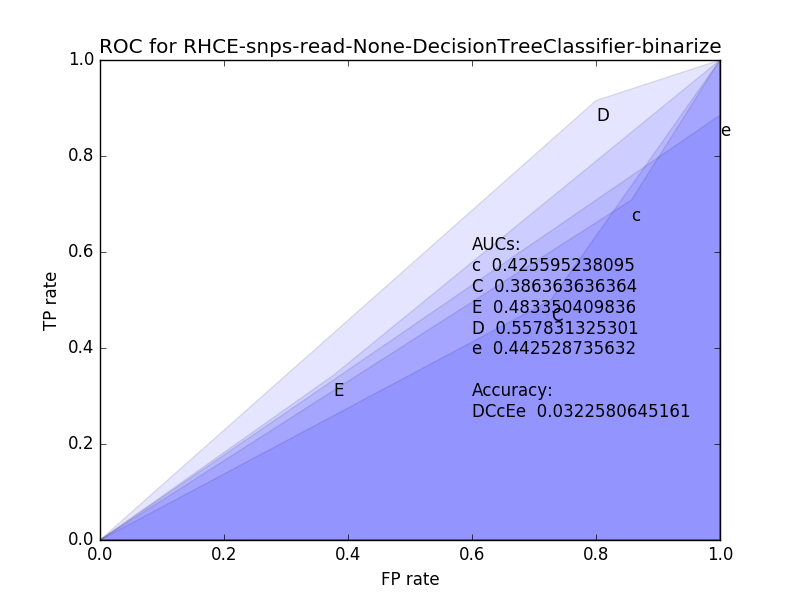 ROC for RHCE-snps-read-None-DecisionTreeClassifier-binarize
1.0
D
e
0.8
c
0.6
AUCs:
c 0.425595238095
C 0.386363636364
E 0.483350409836
C
D 0.557831325301
e 0.442528735632
TP rate
0.4
E
Accuracy:
DCcEe 0.0322580645161
0.2
0.0
0.0 0.2 0.4 0.6 0.8 1.0
FP rate